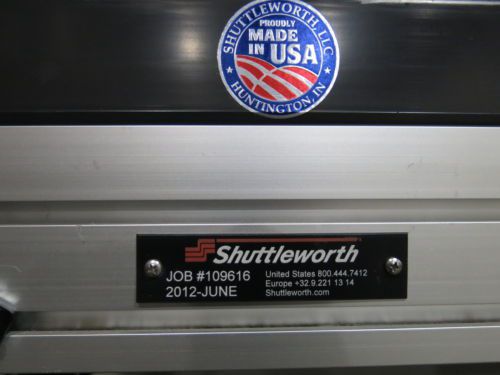 SHUTTLEWORTH, LLC
PROUDLY
MADE
IN USA
HUNTINGTON, IN
Shuttleworth
JOB #109616
2012-JUNE
United States 800.444.7412
Europe +32.9.221 13 14
Shuttleworth.com